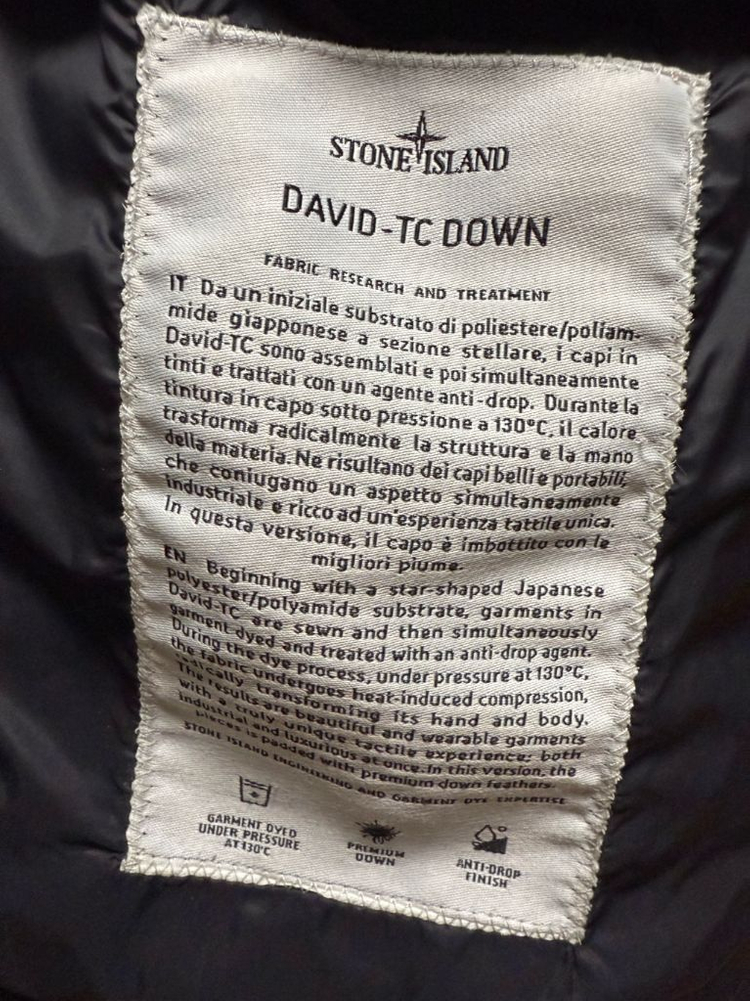 STONE ISLAND
DAVID-TC DOWN
FABRIC RESEARCH AND TREATMENT
IT Da un iniziale substrato di poliestere/poliam-
mide giapponese a sezione stellare, i capi in
David-TC sono assemblati e poi simultaneamente
tinti e trattati con un agente anti-drop. Durante la
tintura in capo sotto pressione a 130°C, il calore
trasforma radicalmente la struttura e la mano
della materia. Ne risultano dei capi belli e portabili,
che coniugano un aspetto simultaneamente
industriale e ricco ad un'esperienza tattile unica.
In questa versione, il capo è imbottito con le
migliori piume.
EN Beginning with a star-shaped Japanese
polyester/polyamide substrate, garments in
David-TC are sewn and then simultaneously
garment-dyed and treated with an anti-drop agent.
During the dye process, under pressure at 130°C,
the fabric undergoes heat-induced compression,
transforming its hand and body.
The results are beautiful and wearable garments
with a truly unique tactile experience; both
industrial and luxurious at once. In this version, the
pieces is padded with premium down feathers.
STONE ISLAND ENGINEERING AND GARMENT DYE EXPERTISE
GARMENT DYED
UNDER PRESSURE
AT 130°C
PREMIUM
DOWN
ANTI-DROP
FINISH